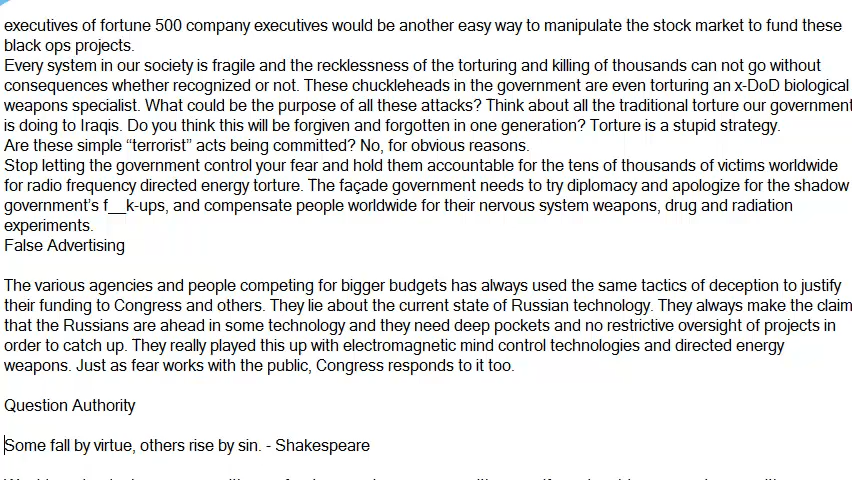 executives of fortune 500 company executives would be another easy way to manipulate the stock market to fund these
black ops projects.
Every system in our society is fragile and the recklessness of the torturing and killing of thousands can not go without
consequences whether recognized or not. These chuckleheads in the government are even torturing an x-DoD biological
weapons specialist. What could be the purpose of all these attacks? Think about all the traditional torture our government
is doing to Iraqis. Do you think this will be forgiven and forgotten in one generation? Torture is a stupid strategy.
Are these simple “terrorist” acts being committed? No, for obvious reasons.
Stop letting the government control your fear and hold them accountable for the tens of thousands of victims worldwide
for radio frequency directed energy torture. The façade government needs to try diplomacy and apologize for the shadow
government’s f__k-ups, and compensate people worldwide for their nervous system weapons, drug and radiation
experiments.
False Advertising
The various agencies and people competing for bigger budgets has always used the same tactics of deception to justify
their funding to Congress and others. They lie about the current state of Russian technology. They always make the claim
that the Russians are ahead in some technology and they need deep pockets and no restrictive oversight of projects in
order to catch up. They really played this up with electromagnetic mind control technologies and directed energy
weapons. Just as fear works with the public, Congress responds to it too.
Question Authority
Some fall by virtue, others rise by sin. - Shakespeare